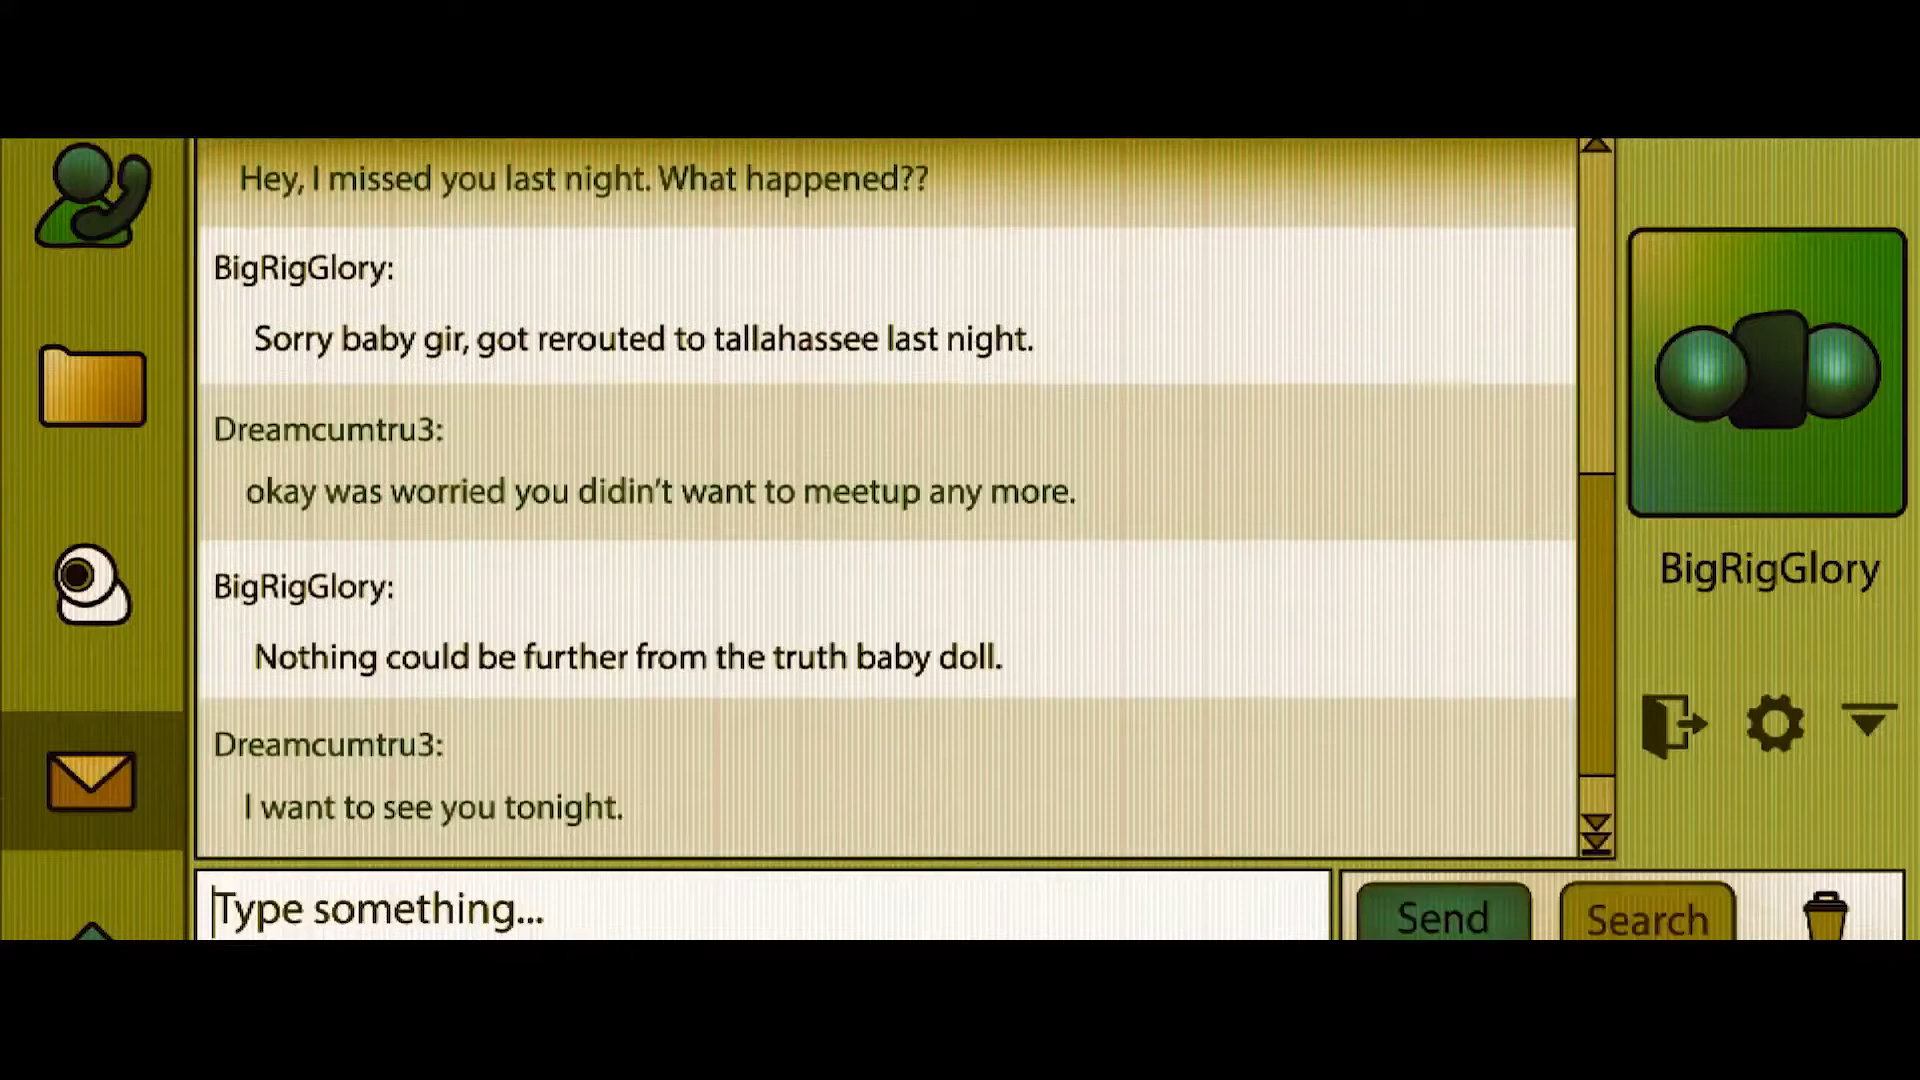 Hey, I missed you last night. What happened??
BigRigGlory:
Sorry baby gir, got rerouted to tallahassee last night.
Dreamcumtru3:
okay was worried you didin't want to meetup any more.
BigRigGlory:
Nothing could be further from the truth baby doll.
Dreamcumtru3:
I want to see you tonight.
Type something...
Send
Search
BigRigGlory